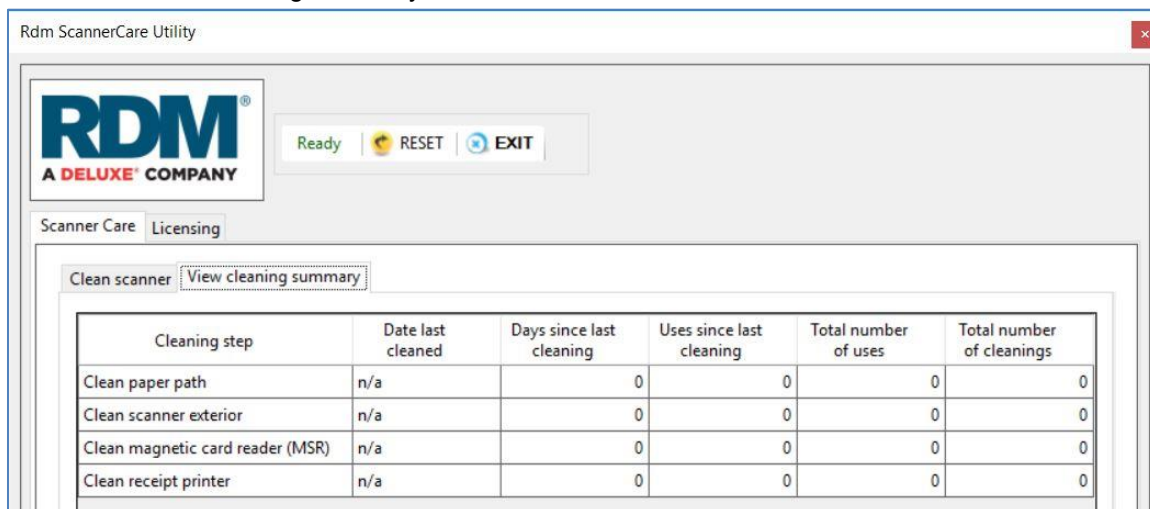 Rdm ScannerCare Utility
RDM®
A DELUXE® COMPANY
Ready RESET EXIT
Scanner Care Licensing
Clean scanner View cleaning summary
Cleaning step Date last cleaned Days since last cleaning Uses since last cleaning Total number of uses Total number of cleanings
Clean paper path n/a 0 0 0 0
Clean scanner exterior n/a 0 0 0 0
Clean magnetic card reader (MSR) n/a 0 0 0 0
Clean receipt printer n/a 0 0 0 0